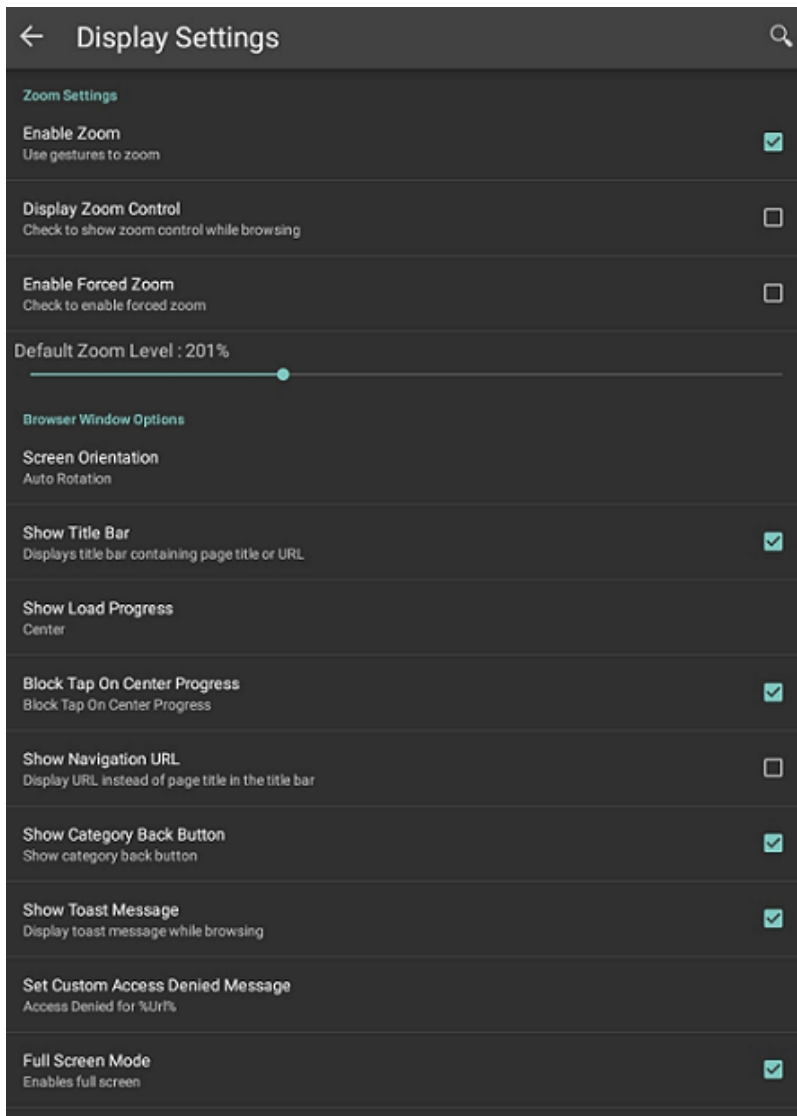 Display Settings
Zoom Settings
Enable Zoom
Use gestures to zoom
Display Zoom Control
Check to show zoom control while browsing
Enable Forced Zoom
Check to enable forced zoom
Default Zoom Level : 201%
Browser Window Options
Screen Orientation
Auto Rotation
Show Title Bar
Displays title bar containing page title or URL
Show Load Progress
Center
Block Tap On Center Progress
Block Tap On Center Progress
Show Navigation URL
Display URL instead of page title in the title bar
Show Category Back Button
Show category back button
Show Toast Message
Display toast message while browsing
Set Custom Access Denied Message
Access Denied for %Url%
Full Screen Mode
Enables full screen